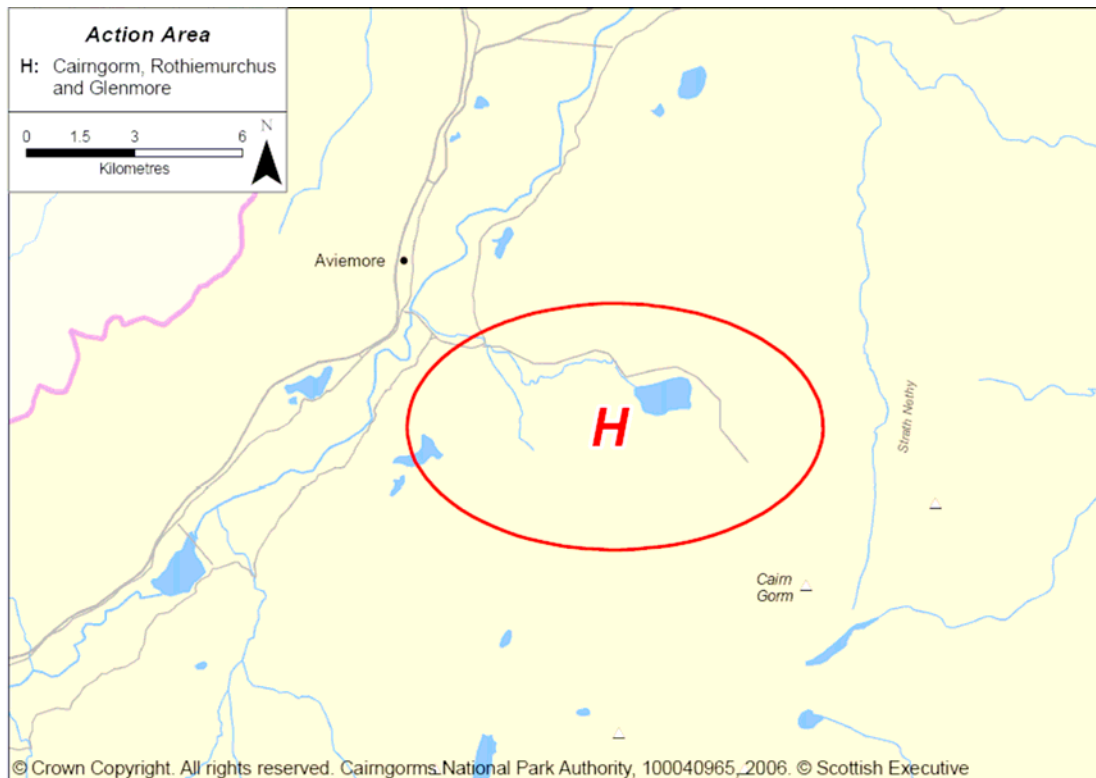 Action Area
H: Cairngorm, Rothiemurchus
and Glenmore
0 1.5 3 6
N
Kilometres
Aviemore
H
Strath Nethy
Cairn
Gorm
© Crown Copyright. All rights reserved. Cairngorms National Park Authority, 100040965, 2006. © Scottish Executive